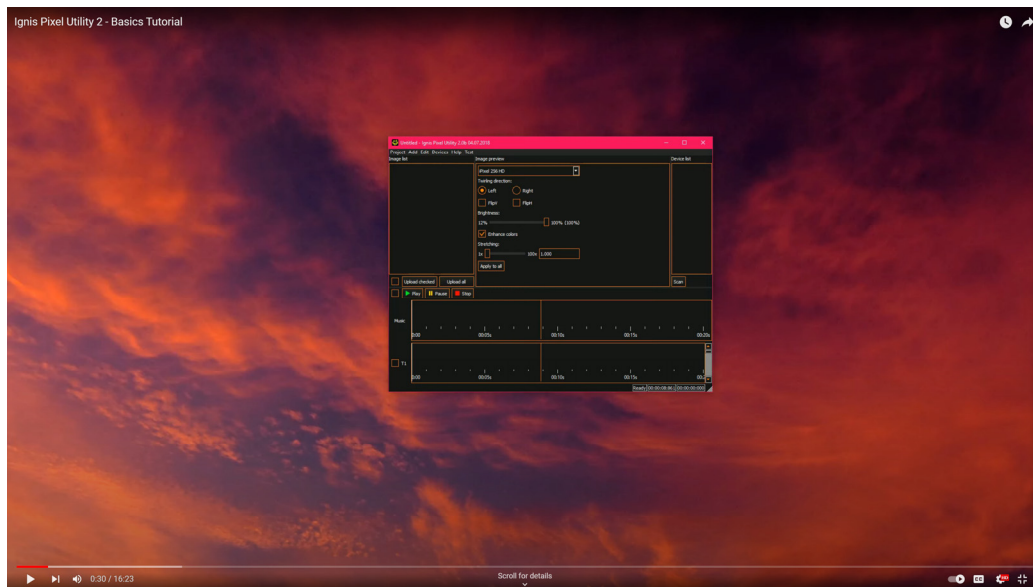 Ignis Pixel Utility 2 - Basics Tutorial
Untitled - Ignis Pixel Utility 2.0b 04.07.2018
Project Add Edit Devices Help Test
Image list
Image preview
Device list
iPixel 256 HD
Twirling direction:
Left
Right
FlipV
FlipH
Brightness:
12%
100% (100%)
Enhance colors
Stretching:
1x
100x
1.000
Apply to all
Upload checked
Upload all
Scan
Play
Pause
Stop
Music
0:00
00:05s
00:10s
00:15s
00:20s
T1
0:00
00:05s
00:10s
00:15s
Ready
0:30 / 16:23
Scroll for details
CC
HD